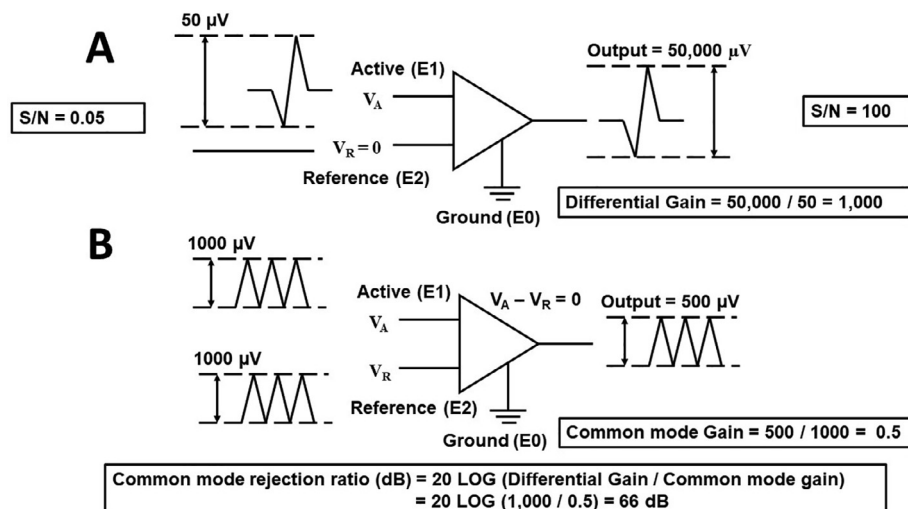 A
50 µV
Output = 50,000 µV
Active (E1)
S/N = 0.05
V_A
S/N = 100
V_R = 0
Reference (E2)
Ground (E0)
Differential Gain = 50,000 / 50 = 1,000
B
1000 µV
Active (E1)
V_A – V_R = 0
Output = 500 µV
V_A
1000 µV
V_R
Reference (E2)
Ground (E0)
Common mode Gain = 500 / 1000 = 0.5
Common mode rejection ratio (dB) = 20 LOG (Differential Gain / Common mode gain)
= 20 LOG (1,000 / 0.5) = 66 dB